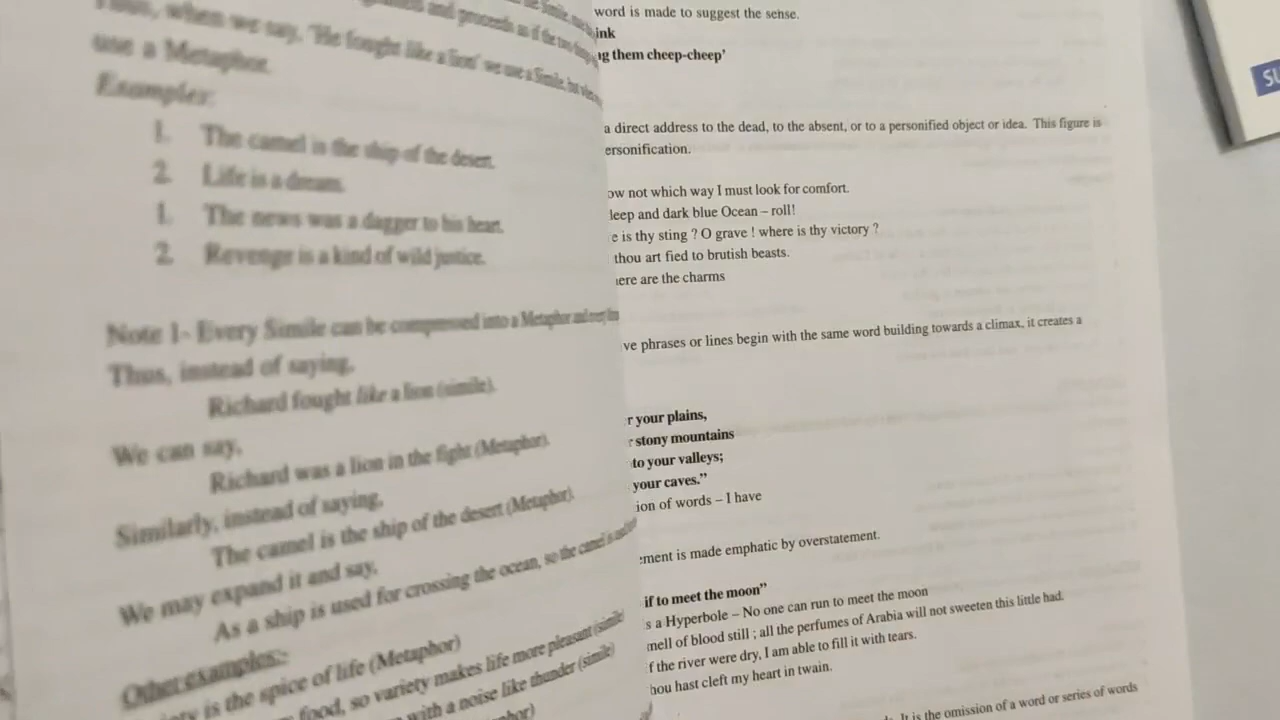 use a Metaphor.
Examples:
1. The camel is the ship of the desert.
2. Life is a dream.
1. The news was a dagger to his heart.
2. Revenge is a kind of wild justice.
Note 1- Every Simile can be compressed into a Metaphor and every
Thus, instead of saying,
Richard fought like a lion (simile).
We can say,
Richard was a lion in the fight (Metaphor).
Similarly, instead of saying,
The camel is the ship of the desert (Metaphor).
We may expand it and say,
As a ship is used for crossing the ocean, so the camel is used
Other examples:-
is the spice of life (Metaphor)
food, so variety makes life more pleasant (simile)
with a noise like thunder (simile)
word is made to suggest the sense.
ink
ng them cheep-cheep’
a direct address to the dead, to the absent, or to a personified object or idea. This figure is
ersonification.
ow not which way I must look for comfort.
leep and dark blue Ocean – roll!
e is thy sting ? O grave ! where is thy victory ?
thou art fied to brutish beasts.
here are the charms
ve phrases or lines begin with the same word building towards a climax, it creates a
r your plains,
r stony mountains
to your valleys;
your caves.”
ion of words – I have
ement is made emphatic by overstatement.
if to meet the moon”
s a Hyperbole – No one can run to meet the moon
mell of blood still ; all the perfumes of Arabia will not sweeten this little had.
f the river were dry, I am able to fill it with tears.
hou hast cleft my heart in twain.
It is the omission of a word or series of words
SU